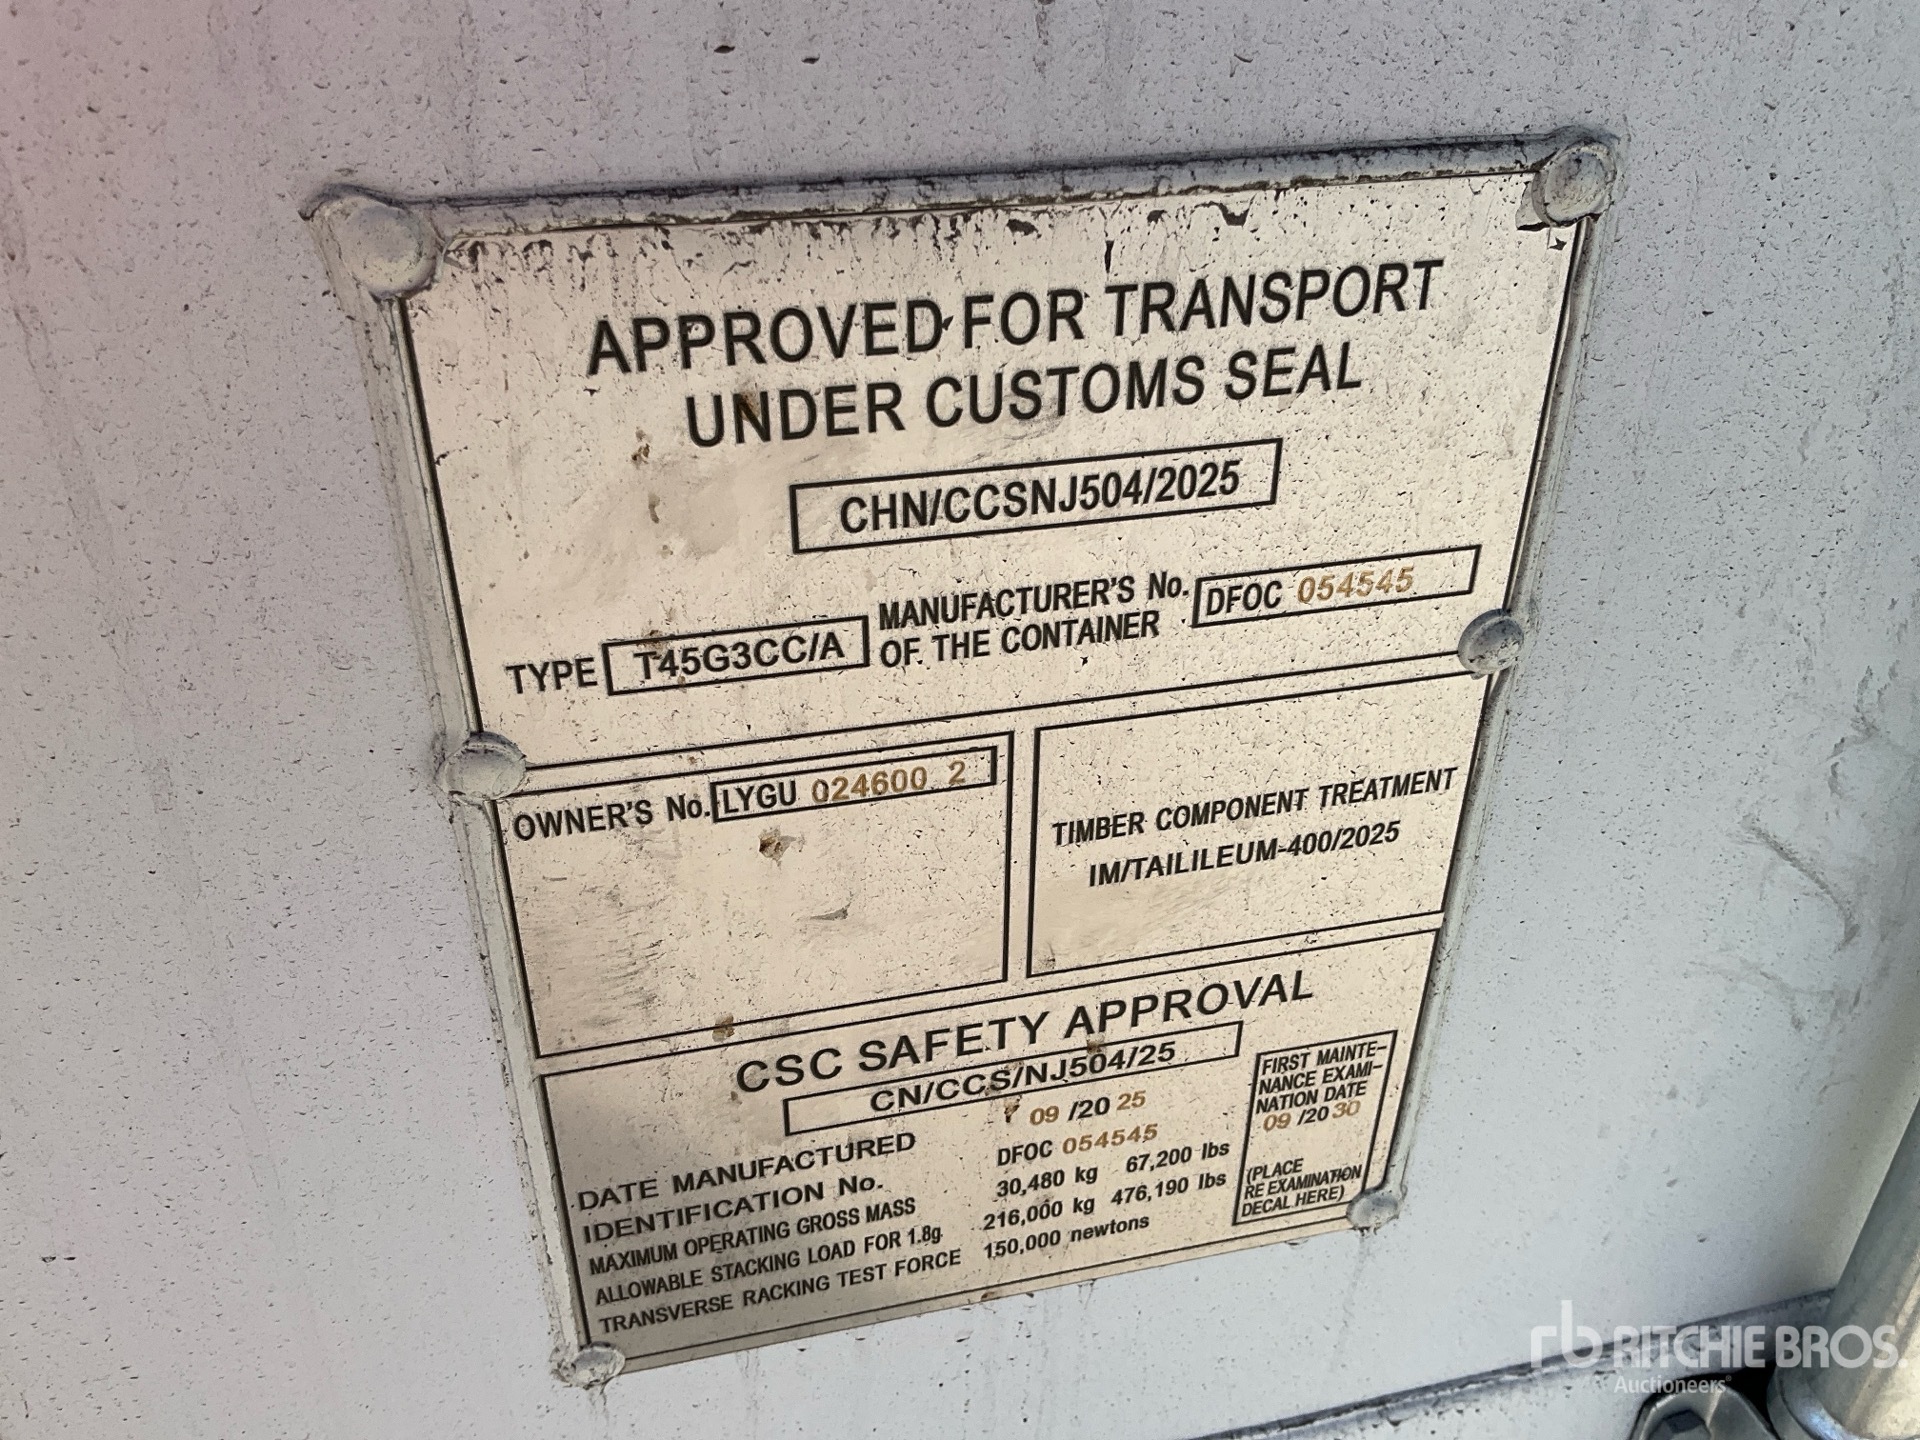 APPROVED FOR TRANSPORT
UNDER CUSTOMS SEAL
CHN/CCSNJ504/2025
TYPE T45G3CC/A
MANUFACTURER'S No.
OF THE CONTAINER
DFOC 054545
OWNER'S No. LYGU 024600 2
TIMBER COMPONENT TREATMENT
IM/TAILILEUM-400/2025
CSC SAFETY APPROVAL
CN/CCS/NJ504/25
DATE MANUFACTURED 09 /20 25
IDENTIFICATION No. DFOC 054545
MAXIMUM OPERATING GROSS MASS 30,480 kg 67,200 lbs
ALLOWABLE STACKING LOAD FOR 1.8g 216,000 kg 476,190 lbs
TRANSVERSE RACKING TEST FORCE 150,000 newtons
FIRST MAINTE-
NANCE EXAMI-
NATION DATE
09 /20 30
(PLACE
RE EXAMINATION
DECAL HERE)
rb RITCHIE BROS.
Auctioneers